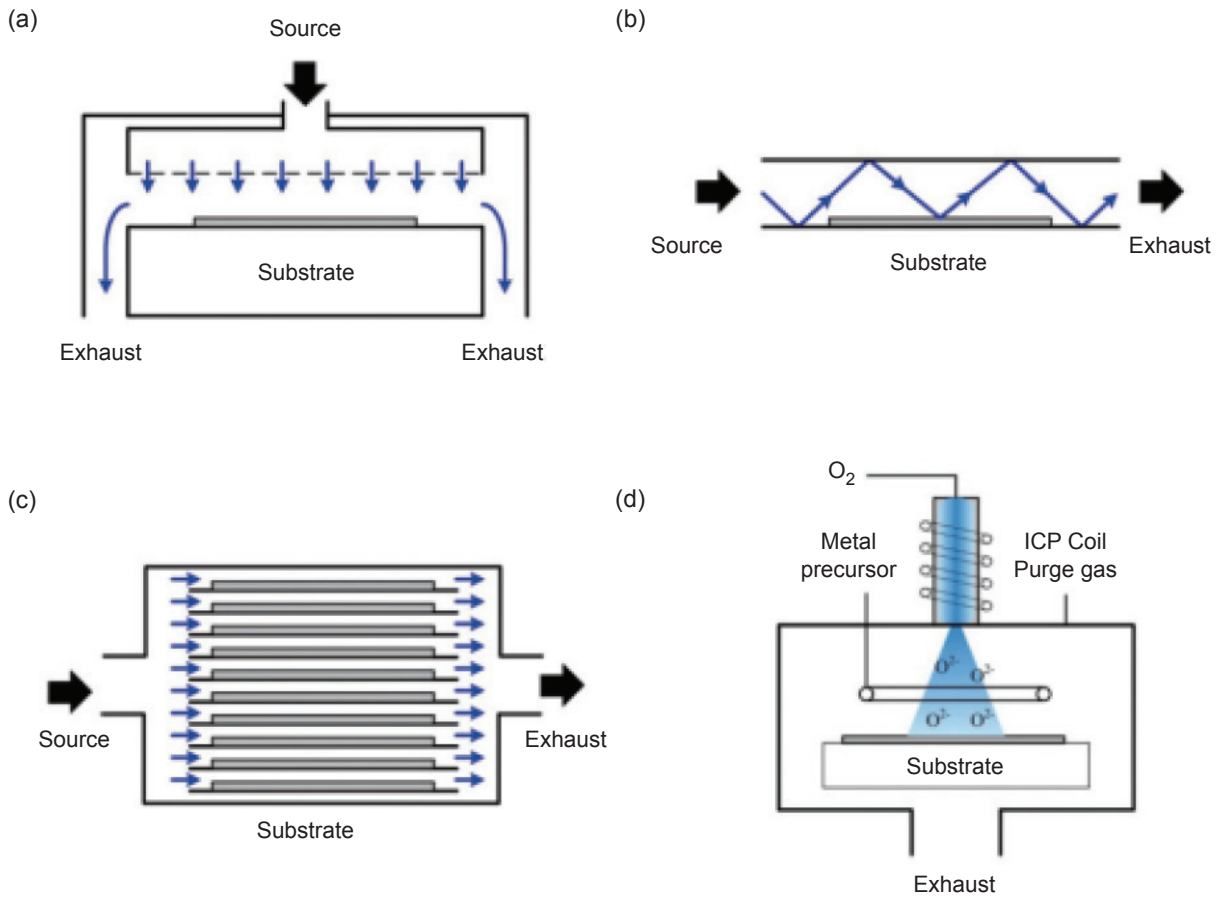 (a)
Source
Substrate
Exhaust
Exhaust
(b)
Source
Substrate
Exhaust
(c)
Source
Substrate
Exhaust
(d)
O₂
Metal
precursor
ICP Coil
Purge gas
O²⁻
O²⁻
O²⁻
O²⁻
Substrate
Exhaust